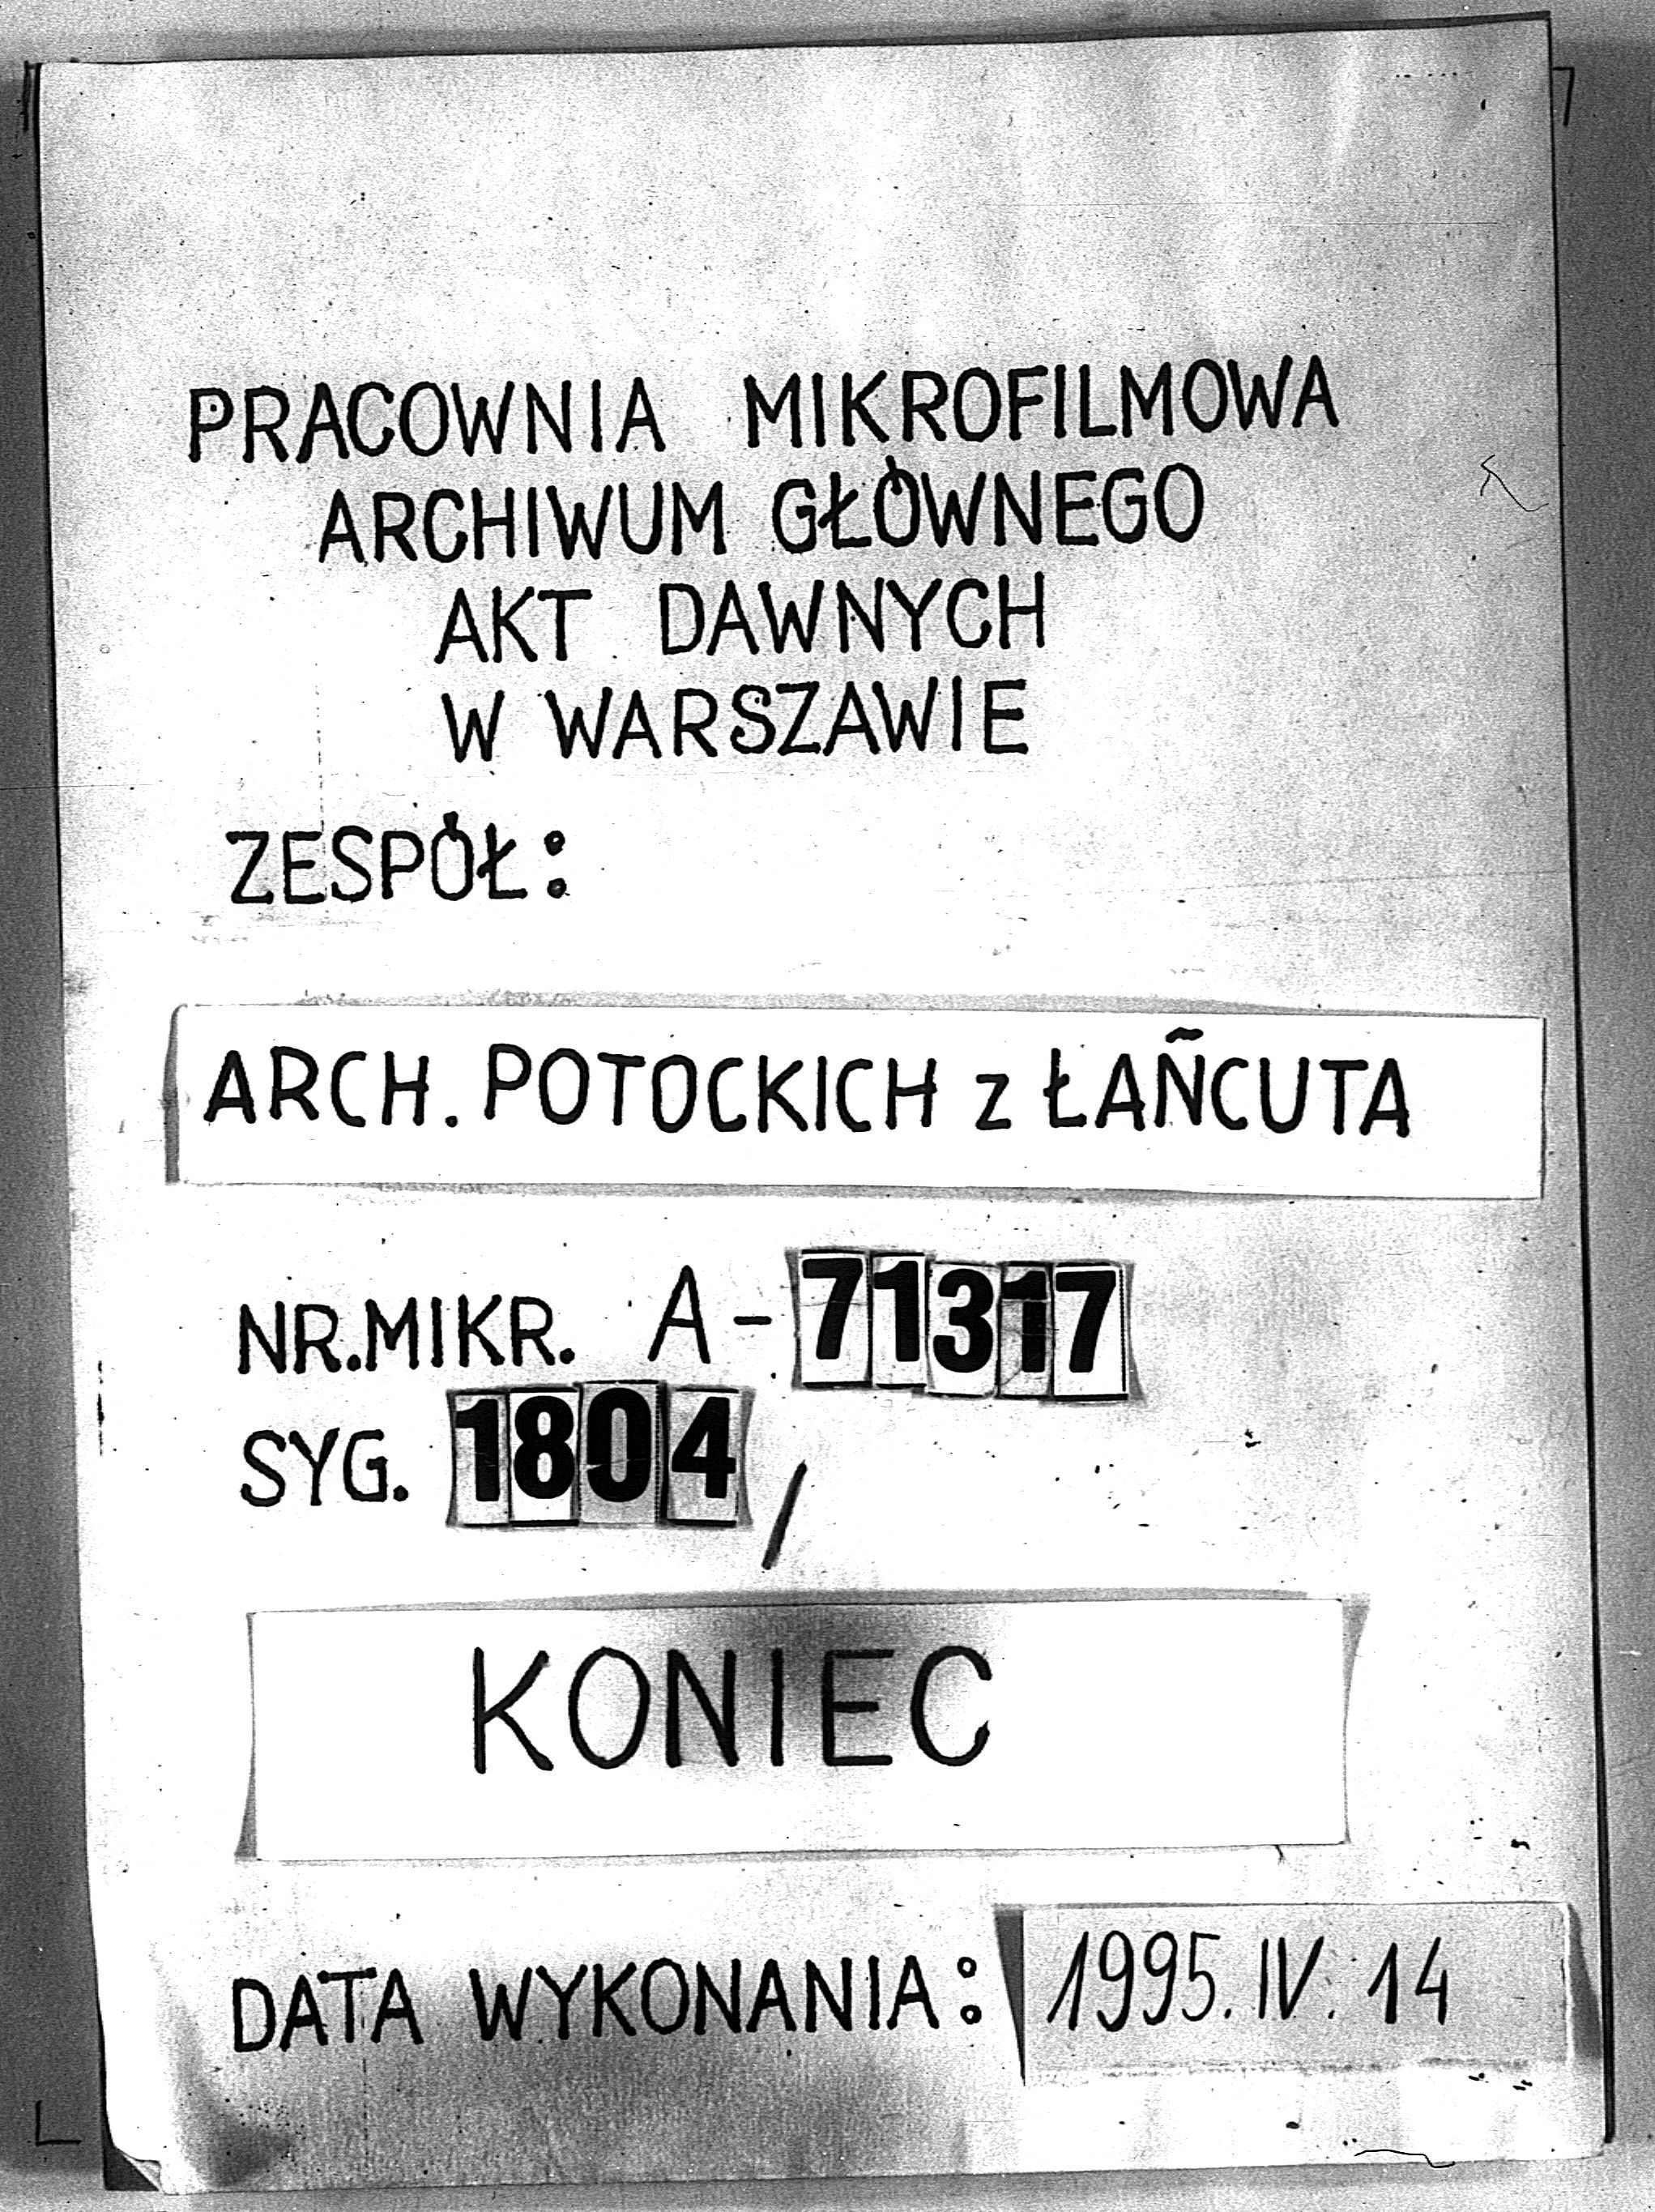 PRACOWNIA MIKROFILMOWA
ARCHIWUM GŁÓWNEGO
AKT DAWNYCH
W WARSZAWIE
ZESPÓŁ:
ARCH. POTOCKICH z ŁAÑCUTA
NR.MIKR. A-71317
SYG. 1804/
KONIEC
DATA WYKONANIA: 1995.IV.14